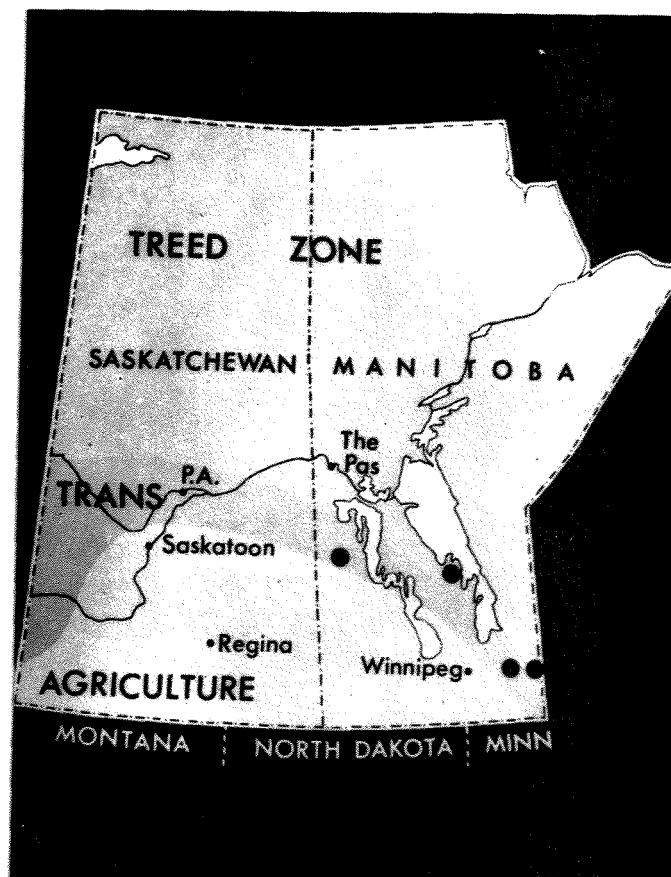 TREED ZONE
SASKATCHEWAN MANITOBA
The
Pas
P.A.
TRANS
Saskatoon
Regina
Winnipeg
AGRICULTURE
MONTANA NORTH DAKOTA MINN